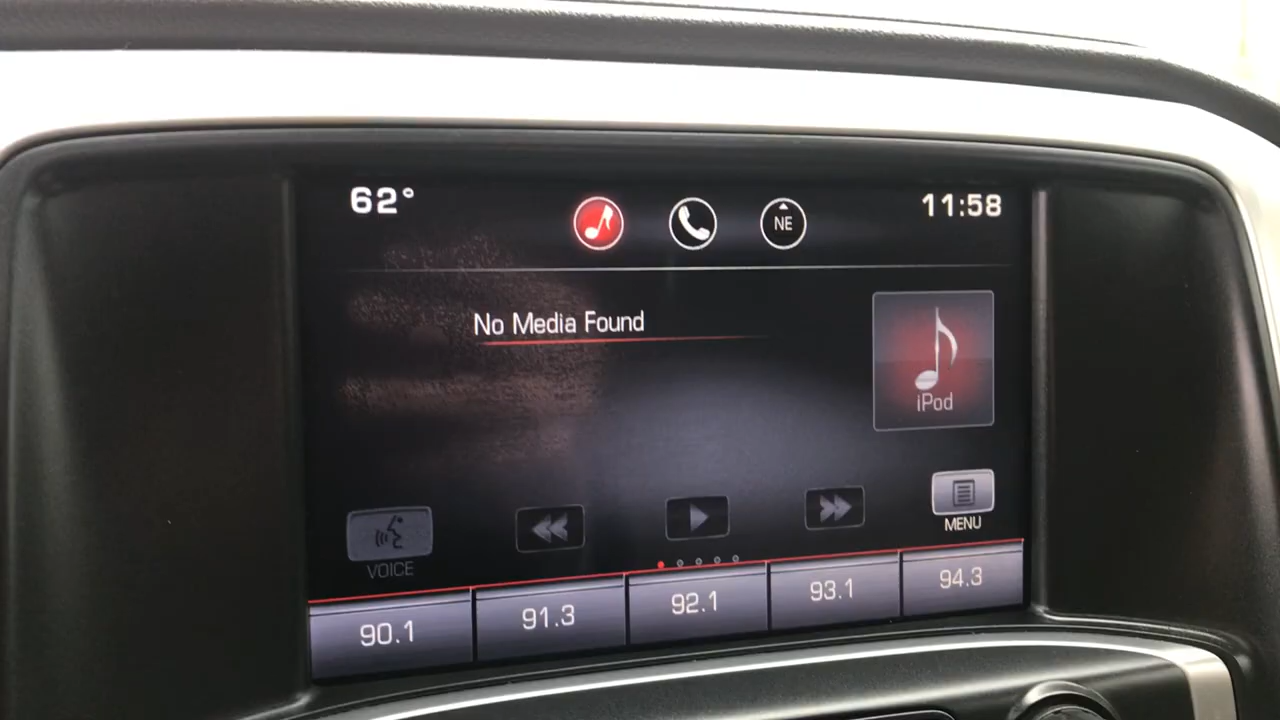 62°
NE
11:58
No Media Found
iPod
VOICE
MENU
90.1
91.3
92.1
93.1
94.3